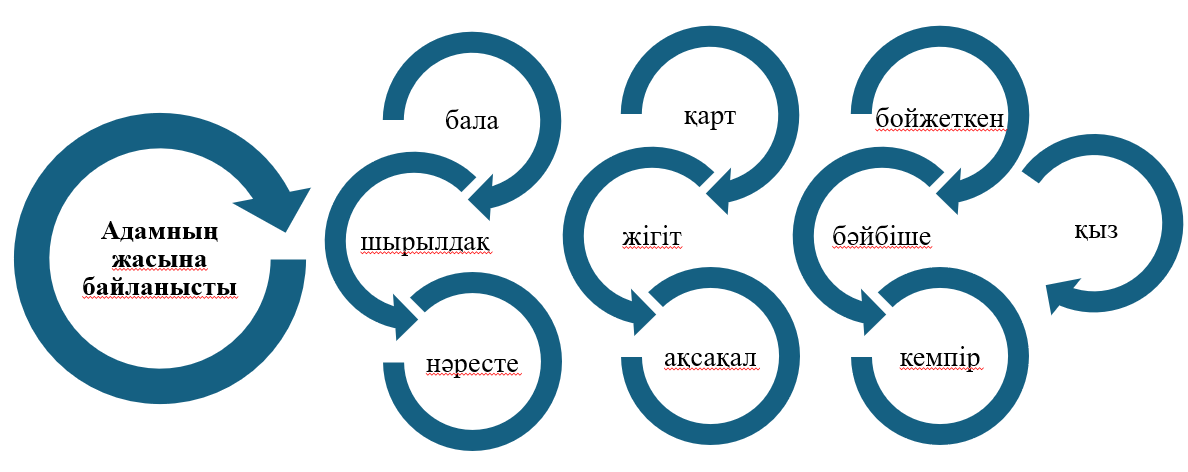 Адамның
жасына
байланысты
бала
шырылдақ
нәресте
қарт
жігіт
ақсақал
бойжеткен
бәйбіше
кемпір
қыз